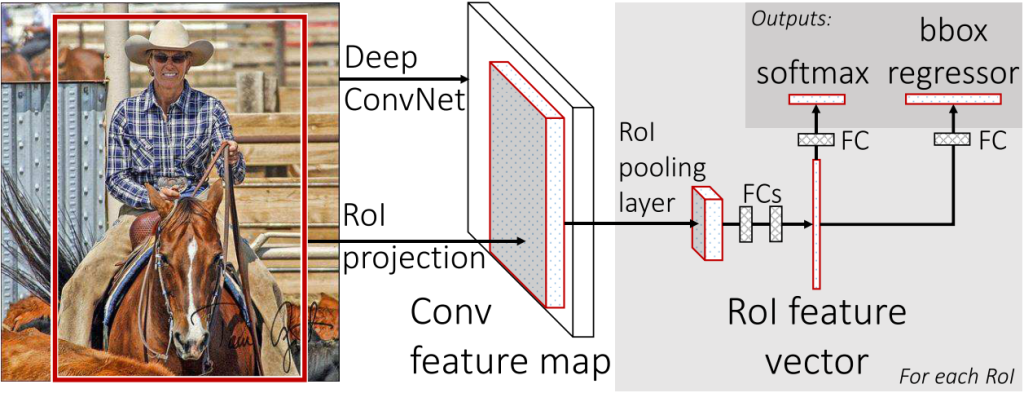 Deep
ConvNet
RoI
projection
Conv
feature map
RoI
pooling
layer
FCs
RoI feature
vector
Outputs:
softmax
bbox
regressor
FC
FC
For each RoI